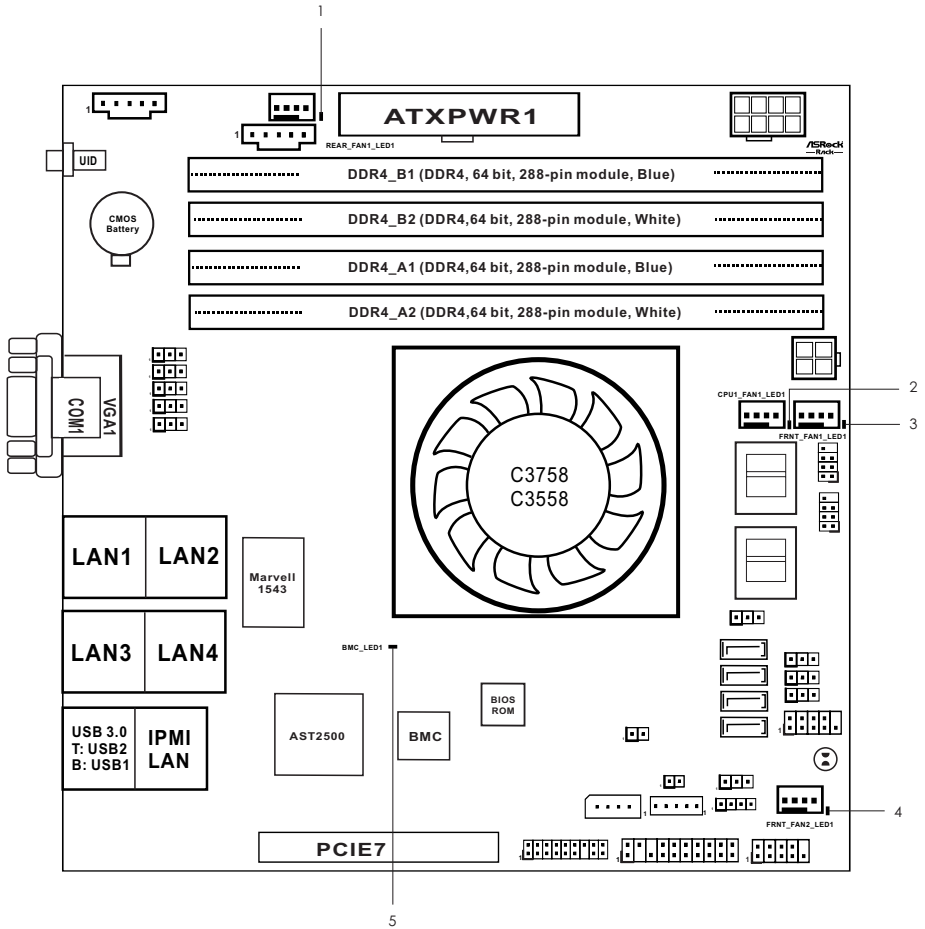 1
1
ATXPWR1
1
REAR_FAN1_LED1
ASRock
Rack
UID
DDR4_B1 (DDR4, 64 bit, 288-pin module, Blue)
CMOS
Battery
DDR4_B2 (DDR4,64 bit, 288-pin module, White)
DDR4_A1 (DDR4,64 bit, 288-pin module, Blue)
DDR4_A2 (DDR4,64 bit, 288-pin module, White)
2
CPU1_FAN1_LED1
COM1
VGA1
3
FRNT_FAN1_LED1
C3758
C3558
LAN1
LAN2
Marvell
1543
LAN3
LAN4
BMC_LED1
BIOS
ROM
USB 3.0
T: USB2
B: USB1
IPMI
LAN
AST2500
BMC
1
1
1
4
FRNT_FAN2_LED1
PCIE7
1
1
1
5